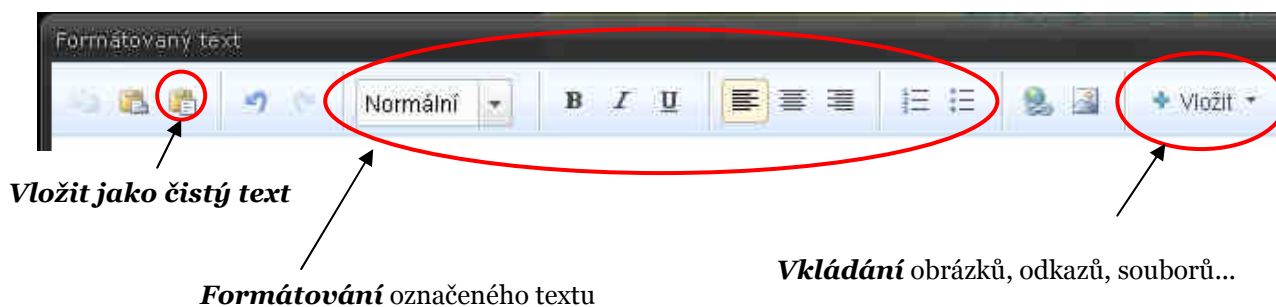 Formátovaný text
Normální B I U Vložit
Vložit jako čistý text
Vkládání obrázků, odkazů, souborů...
Formátování označeného textu